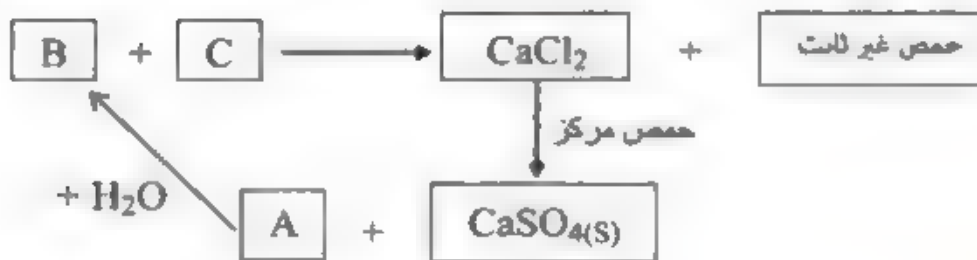 B + C CaCl₂ + حمض غير ثابت
حمض مركز
+ H₂O
A + CaSO₄(S)